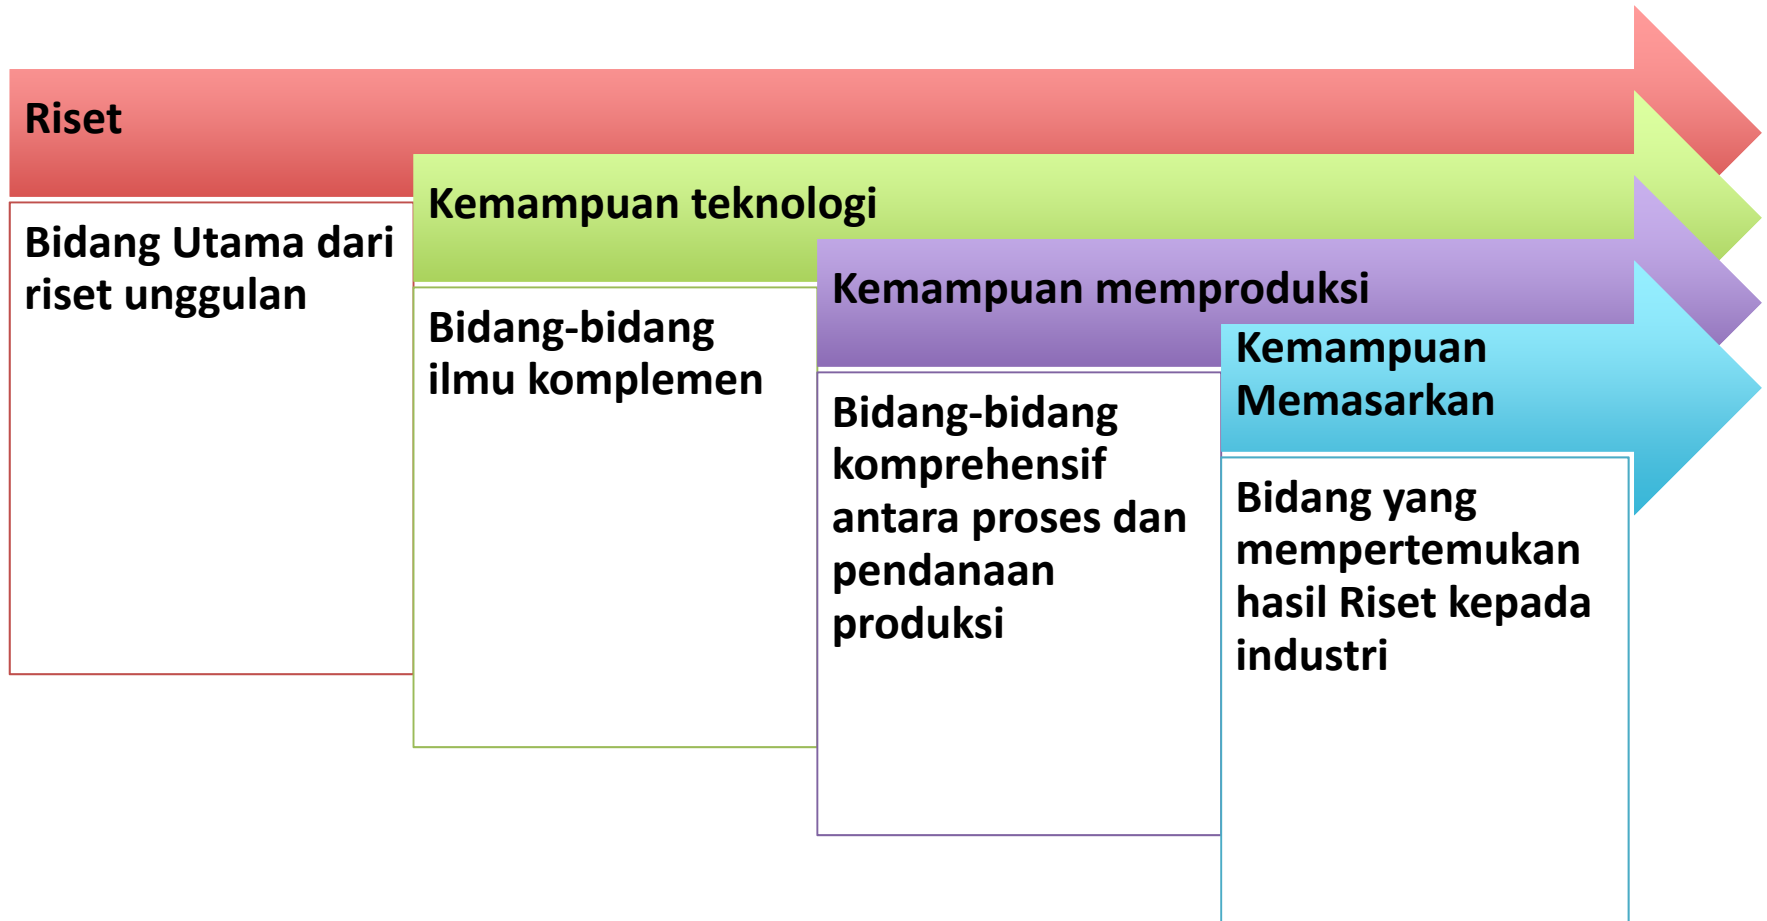 Riset
Bidang Utama dari
riset unggulan
Kemampuan teknologi
Bidang-bidang
ilmu komplemen
Kemampuan memproduksi
Bidang-bidang
komprehensif
antara proses dan
pendanaan
produksi
Kemampuan
Memasarkan
Bidang yang
mempertemukan
hasil Riset kepada
industri